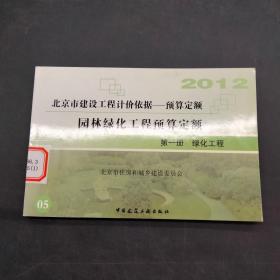 2012
北京市建设工程计价依据——预算定额
园林绿化工程预算定额
第一册 绿化工程
北京市住房和城乡建设委员会
05
中国建筑工业出版社